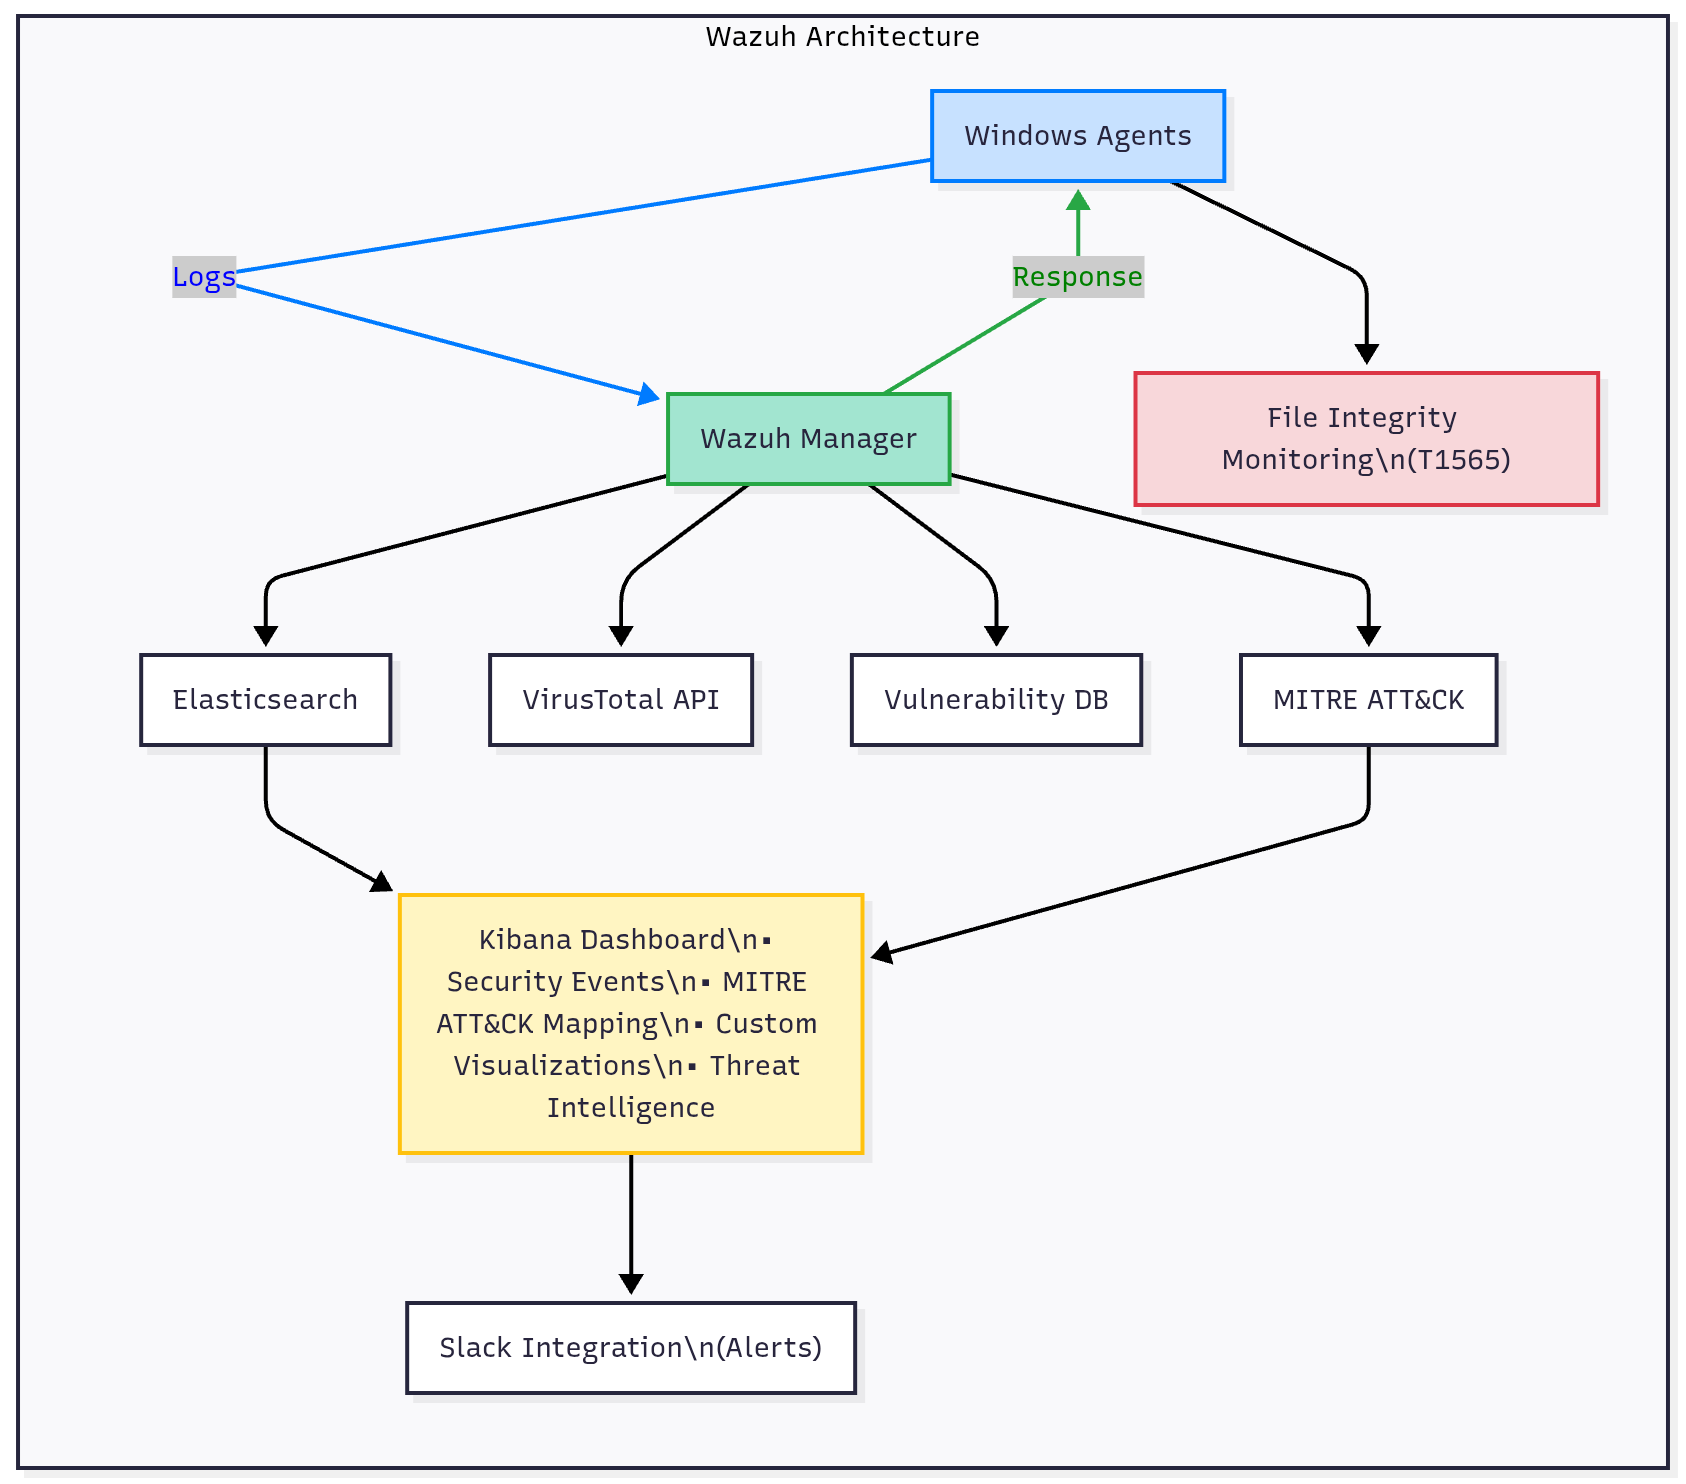 Wazuh Architecture
Windows Agents
Logs
Response
File Integrity
Monitoring\n(T1565)
Wazuh Manager
Elasticsearch
VirusTotal API
Vulnerability DB
MITRE ATT&CK
Kibana Dashboard\n▪
Security Events\n▪ MITRE
ATT&CK Mapping\n▪ Custom
Visualizations\n▪ Threat
Intelligence
Slack Integration\n(Alerts)